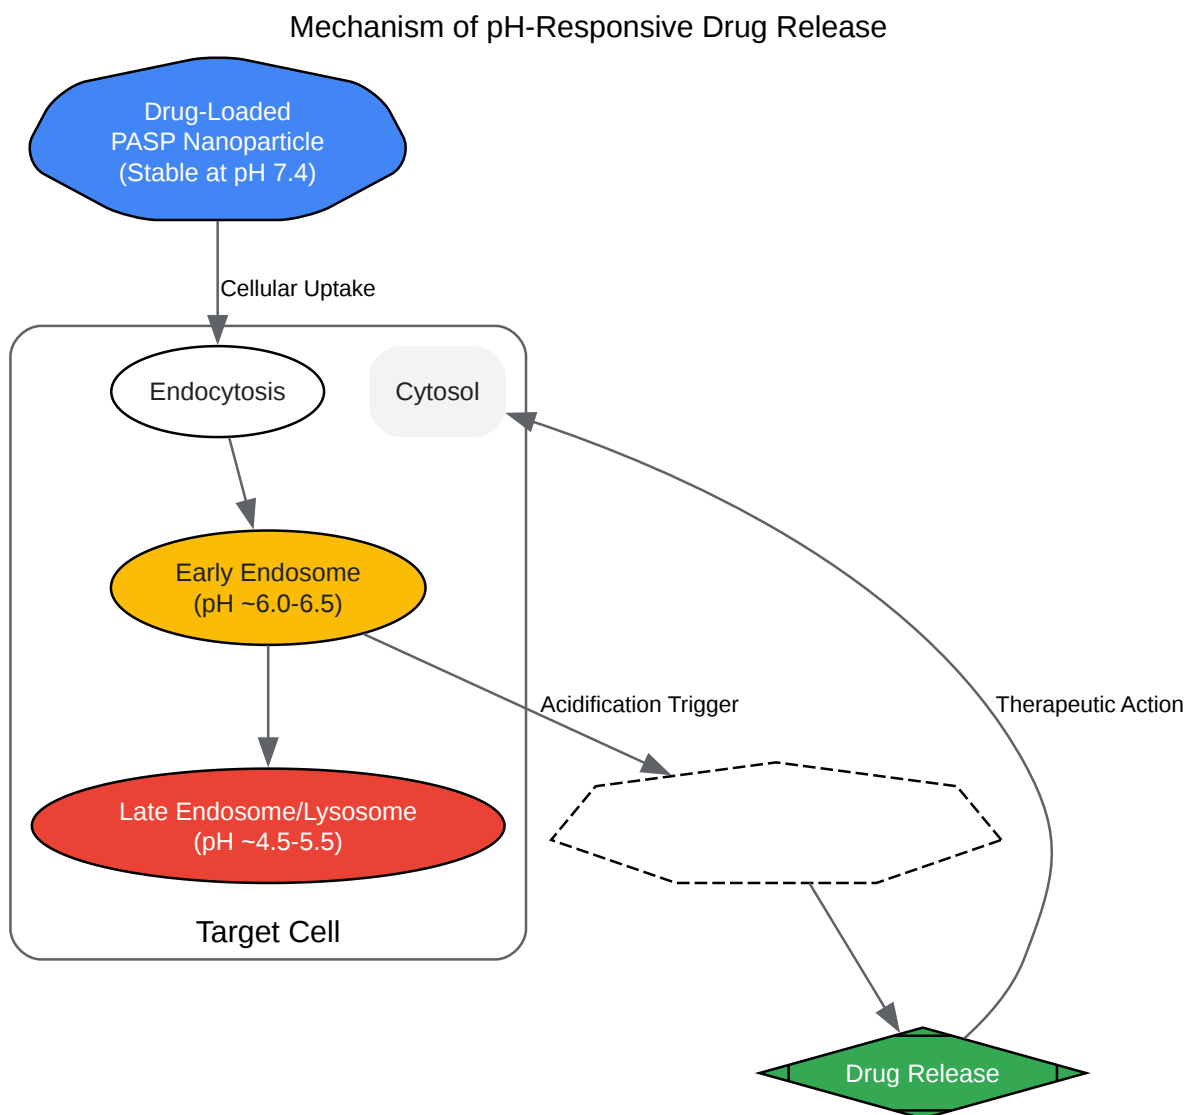 Mechanism of pH-Responsive Drug Release
Drug-Loaded
PASP Nanoparticle
(Stable at pH 7.4)
Cellular Uptake
Endocytosis
Cytosol
Early Endosome
(pH ~6.0-6.5)
Acidification Trigger
Therapeutic Action
Late Endosome/Lysosome
(pH ~4.5-5.5)
Target Cell
Drug Release